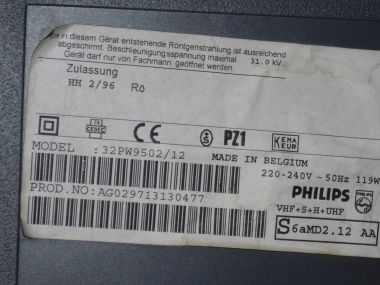 in diesem Gerät entstehende Röntgenstrahlung ist ausreichend
abgeschirmt. Beschleunigungsspannung maximal 31.0 kV
Gerät darf nur von Fachmann geöffnet werden.
Zulassung
HH 2/96 Rö
CE S PZ1 KEMA
KEUR
MODEL : 32PW9502/12 MADE IN BELGIUM
220-240V ~ 50Hz 119W
PROD.NO: AG029713130477 PHILIPS
VHF+S+H+UHF
S 6aMD2.12 AA